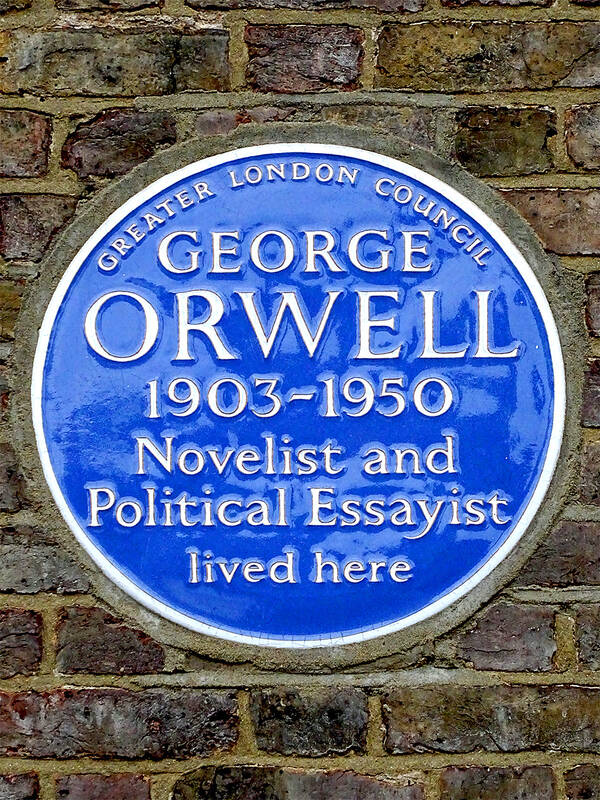 GREATER LONDON COUNCIL
GEORGE
ORWELL
1903-1950
Novelist and
Political Essayist
lived here